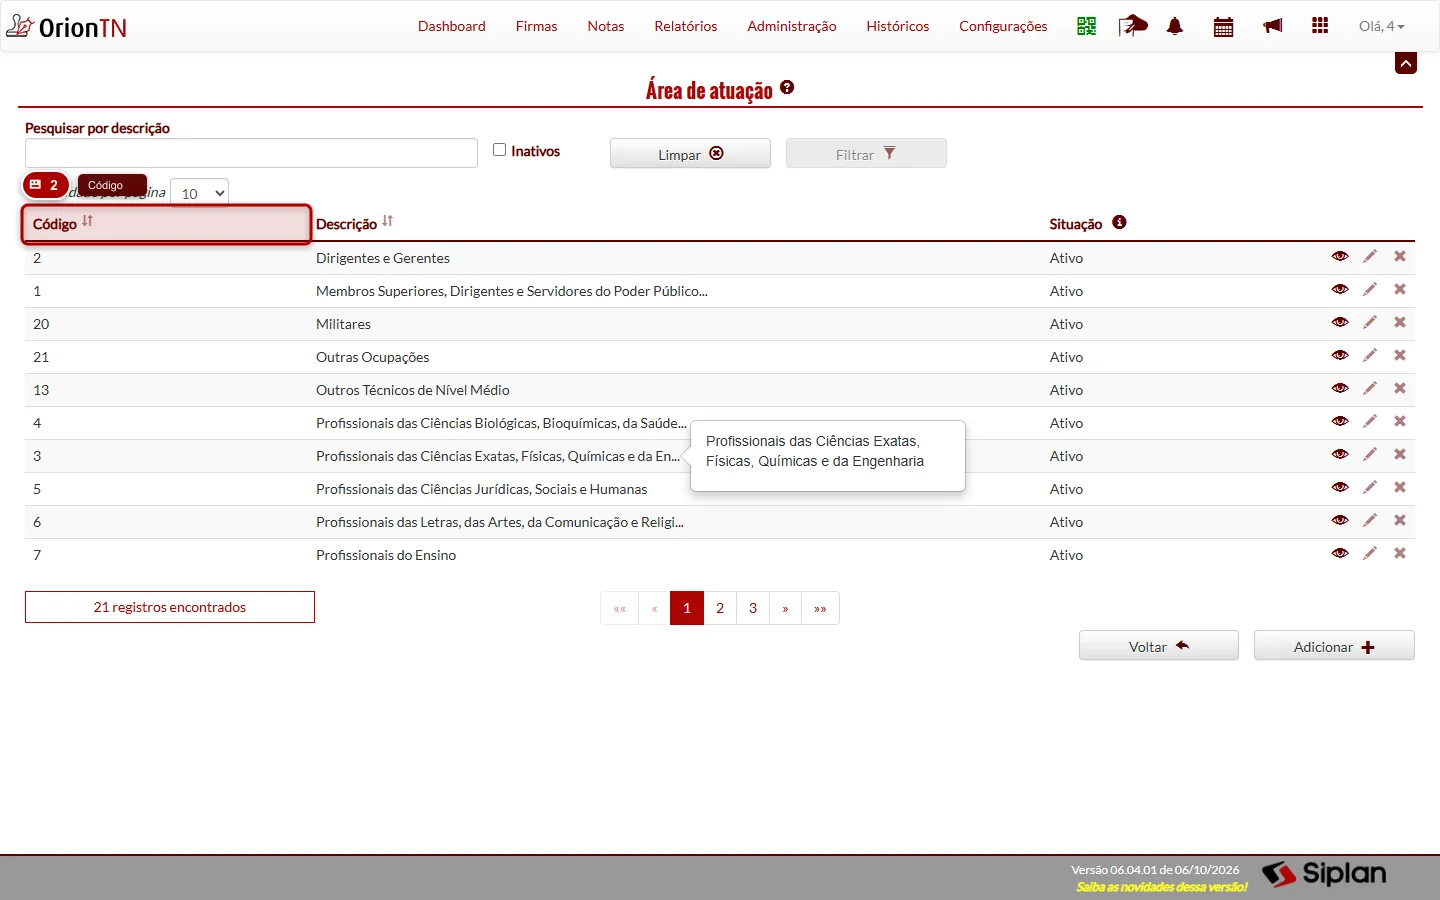 OrionTN
Dashboard Firmas Notas Relatórios Administração Históricos Configurações Olá, 4
Área de atuação
Pesquisar por descrição
Inativos
Limpar
Filtrar
2
Código
por página
10
Código
Descrição
Situação
2 Dirigentes e Gerentes Ativo
1 Membros Superiores, Dirigentes e Servidores do Poder Público... Ativo
20 Militares Ativo
21 Outras Ocupações Ativo
13 Outros Técnicos de Nível Médio Ativo
4 Profissionais das Ciências Biológicas, Bioquímicas, da Saúde... Ativo
3 Profissionais das Ciências Exatas, Físicas, Químicas e da En... Ativo
Profissionais das Ciências Exatas,
Físicas, Químicas e da Engenharia
5 Profissionais das Ciências Jurídicas, Sociais e Humanas Ativo
6 Profissionais das Letras, das Artes, da Comunicação e Religi... Ativo
7 Profissionais do Ensino Ativo
21 registros encontrados
«« « 1 2 3 » »»
Voltar
Adicionar
Versão 06.04.01 de 06/10/2026
Saiba as novidades dessa versão!
Siplan